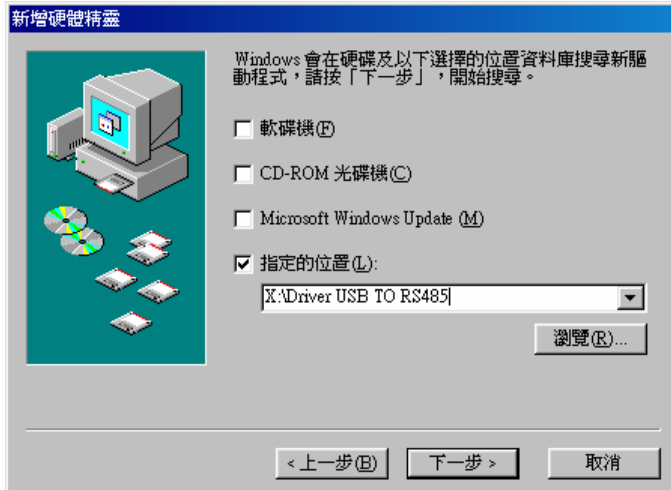 新增硬體精靈
Windows 會在硬碟及以下選擇的位置資料庫搜尋新驅
動程式，請按「下一步」，開始搜尋。
軟碟機(F)
CD-ROM 光碟機(C)
Microsoft Windows Update (M)
指定的位置(L):
X:\Driver USB TO RS485
瀏覽(R)...
<上一步(B)
下一步 >
取消